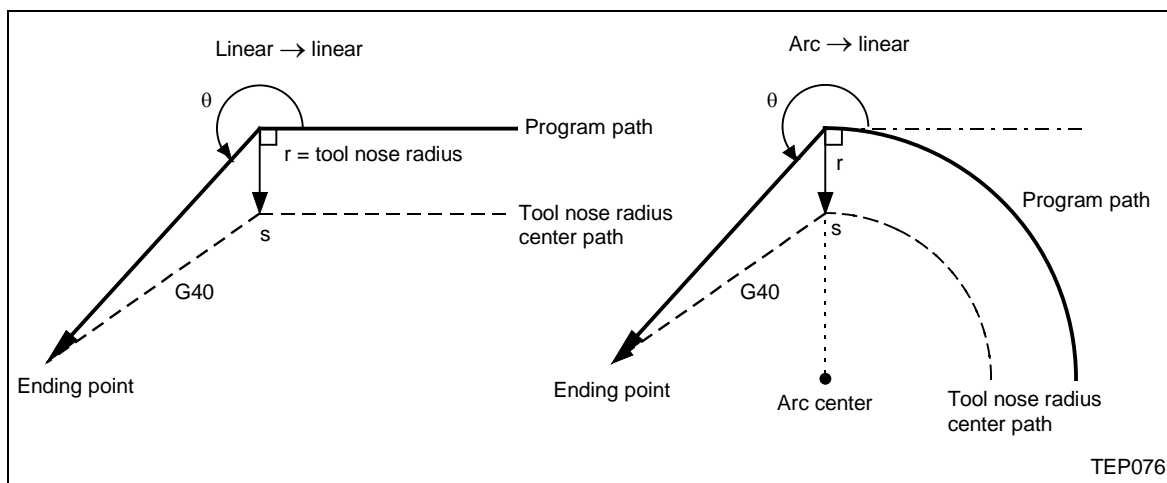 Linear → linear
θ
Program path
r = tool nose radius
Tool nose radius
center path
s
G40
Ending point
Arc → linear
θ
r
Program path
s
G40
Ending point
Arc center
Tool nose radius
center path
TEP076